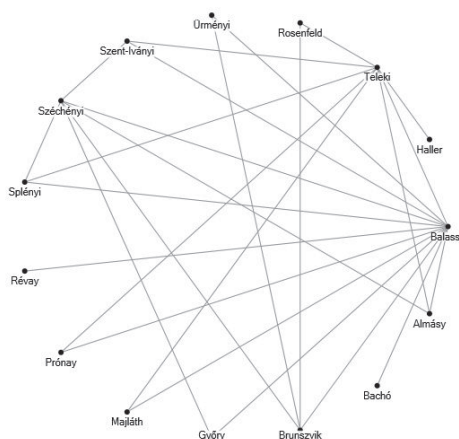 Ürményi
Rosenfeld
Szent-Iványi
Teleki
Széchényi
Haller
Splényi
Balass
Révay
Almásy
Prónay
Bachó
Majláth
Győry
Brunszvik